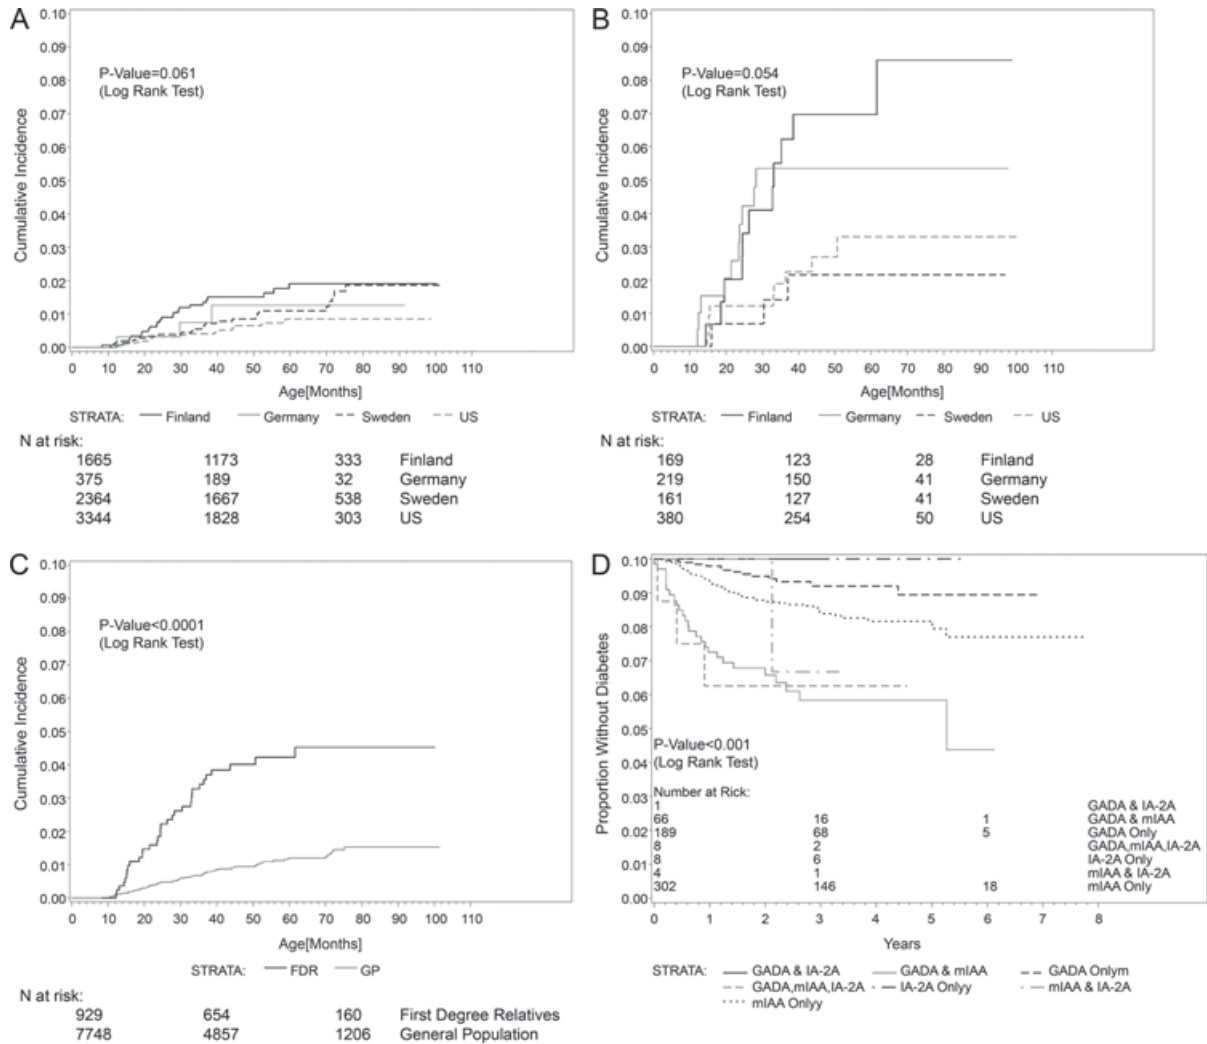 A
0.10
0.09
0.08
0.07
0.06
0.05
0.04
0.03
0.02
0.01
0.00
Cumulative Incidence
P-Value=0.061
(Log Rank Test)
0 10 20 30 40 50 60 70 80 90 100 110
Age[Months]
STRATA: Finland Germany Sweden US
N at risk:
1665 1173 333 Finland
375 189 32 Germany
2364 1667 538 Sweden
3344 1828 303 US
B
0.10
0.09
0.08
0.07
0.06
0.05
0.04
0.03
0.02
0.01
0.00
Cumulative Incidence
P-Value=0.054
(Log Rank Test)
0 10 20 30 40 50 60 70 80 90 100 110
Age[Months]
STRATA: Finland Germany Sweden US
N at risk:
169 123 28 Finland
219 150 41 Germany
161 127 41 Sweden
380 254 50 US
C
0.10
0.09
0.08
0.07
0.06
0.05
0.04
0.03
0.02
0.01
0.00
Cumulative Incidence
P-Value<0.0001
(Log Rank Test)
0 10 20 30 40 50 60 70 80 90 100 110
Age[Months]
STRATA: FDR GP
N at risk:
929 654 160 First Degree Relatives
7748 4857 1206 General Population
D
0.10
0.09
0.08
0.07
0.06
0.05
0.04
0.03
0.02
0.01
0.00
Proportion Without Diabetes
P-Value<0.001
(Log Rank Test)
Number at Risk:
1 GADA & IA-2A
66 16 1 GADA & mIAA
189 68 5 GADA Only
8 2 GADA,mIAA,IA-2A
8 6 IA-2A Only
4 1 mIAA & IA-2A
302 146 18 mIAA Only
0 1 2 3 4 5 6 7 8
Years
STRATA: GADA & IA-2A GADA & mIAA GADA Onlym
GADA,mIAA,IA-2A IA-2A Onlyy mIAA & IA-2A
mIAA Onlyy